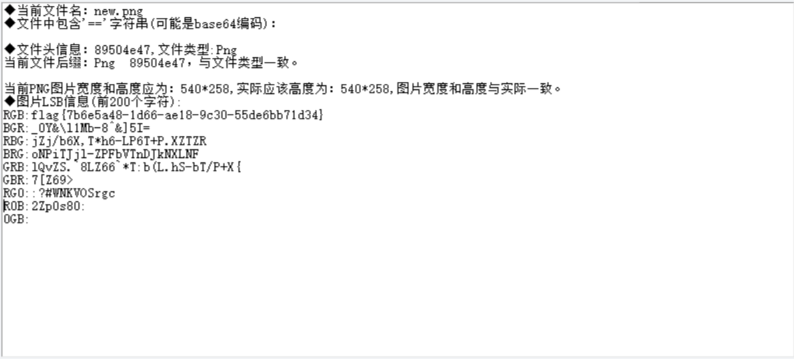 ◆当前文件名：new.png
◆文件中包含'=='字符串(可能是base64编码)：
◆文件头信息：89504e47,文件类型:Png
当前文件后缀：Png 89504e47，与文件类型一致。
当前PNG图片宽度和高度应为：540*258,实际应该高度为：540*258,图片宽度和高度与实际一致。
◆图片LSB信息(前200个字符):
RGB:flag{7b6e5a48-1d66-ae18-9c30-55de6bb71d34}
BGR:_OY&\l1Mb-8^&]5I=
RBG:jZj/b6X,T*h6-LP6T+P.XZTZR
BRG:oNPiTJjl-ZPFbVTnDJkNXLNF
GRB:lQvZS.`8LZ66`*T:b(L.hS-bT/P+X{
GBR:7[Z69>
RG0::?#WNKVOSrgc
R0B:2Zp0s80:
0GB: